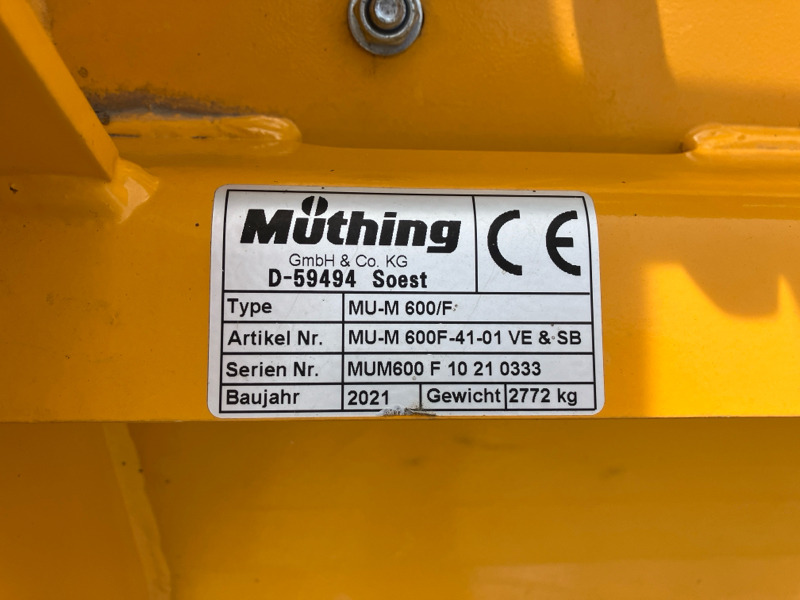 Müthing
GmbH & Co. KG
D-59494 Soest
CE
Type MU-M 600/F
Artikel Nr. MU-M 600F-41-01 VE & SB
Serien Nr. MUM600 F 10 21 0333
Baujahr 2021 Gewicht 2772 kg